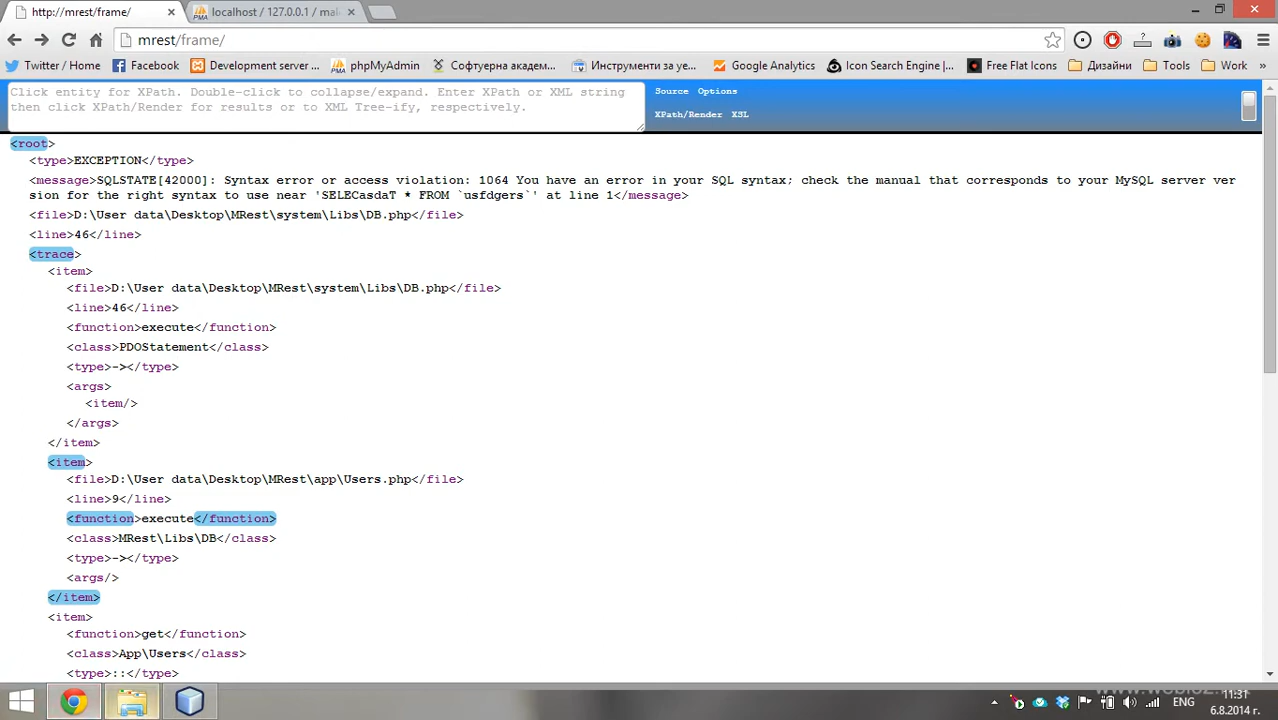 http://mrest/frame/
localhost / 127.0.0.1 / mal
mrest/frame/
Twitter / Home
Facebook
Development server ...
phpMyAdmin
Софтуерна академ...
Инструменти за уе...
Google Analytics
Icon Search Engine |...
Free Flat Icons
Дизайни
Tools
Work
»
Click entity for XPath. Double-click to collapse/expand. Enter XPath or XML string
then click XPath/Render for results or to XML Tree-ify, respectively.
Source Options
XPath/Render XSL
<root>
<type>EXCEPTION</type>
<message>SQLSTATE[42000]: Syntax error or access violation: 1064 You have an error in your SQL syntax; check the manual that corresponds to your MySQL server ver
sion for the right syntax to use near 'SELECasdaT * FROM `usfdgers`' at line 1</message>
<file>D:\User data\Desktop\MRest\system\Libs\DB.php</file>
<line>46</line>
<trace>
<item>
<file>D:\User data\Desktop\MRest\system\Libs\DB.php</file>
<line>46</line>
<function>execute</function>
<class>PDOStatement</class>
<type>-></type>
<args>
<item/>
</args>
</item>
<item>
<file>D:\User data\Desktop\MRest\app\Users.php</file>
<line>9</line>
<function>execute</function>
<class>MRest\Libs\DB</class>
<type>-></type>
<args/>
</item>
<item>
<function>get</function>
<class>App\Users</class>
<type>::</type>
ENG
11:31
6.8.2014 г.